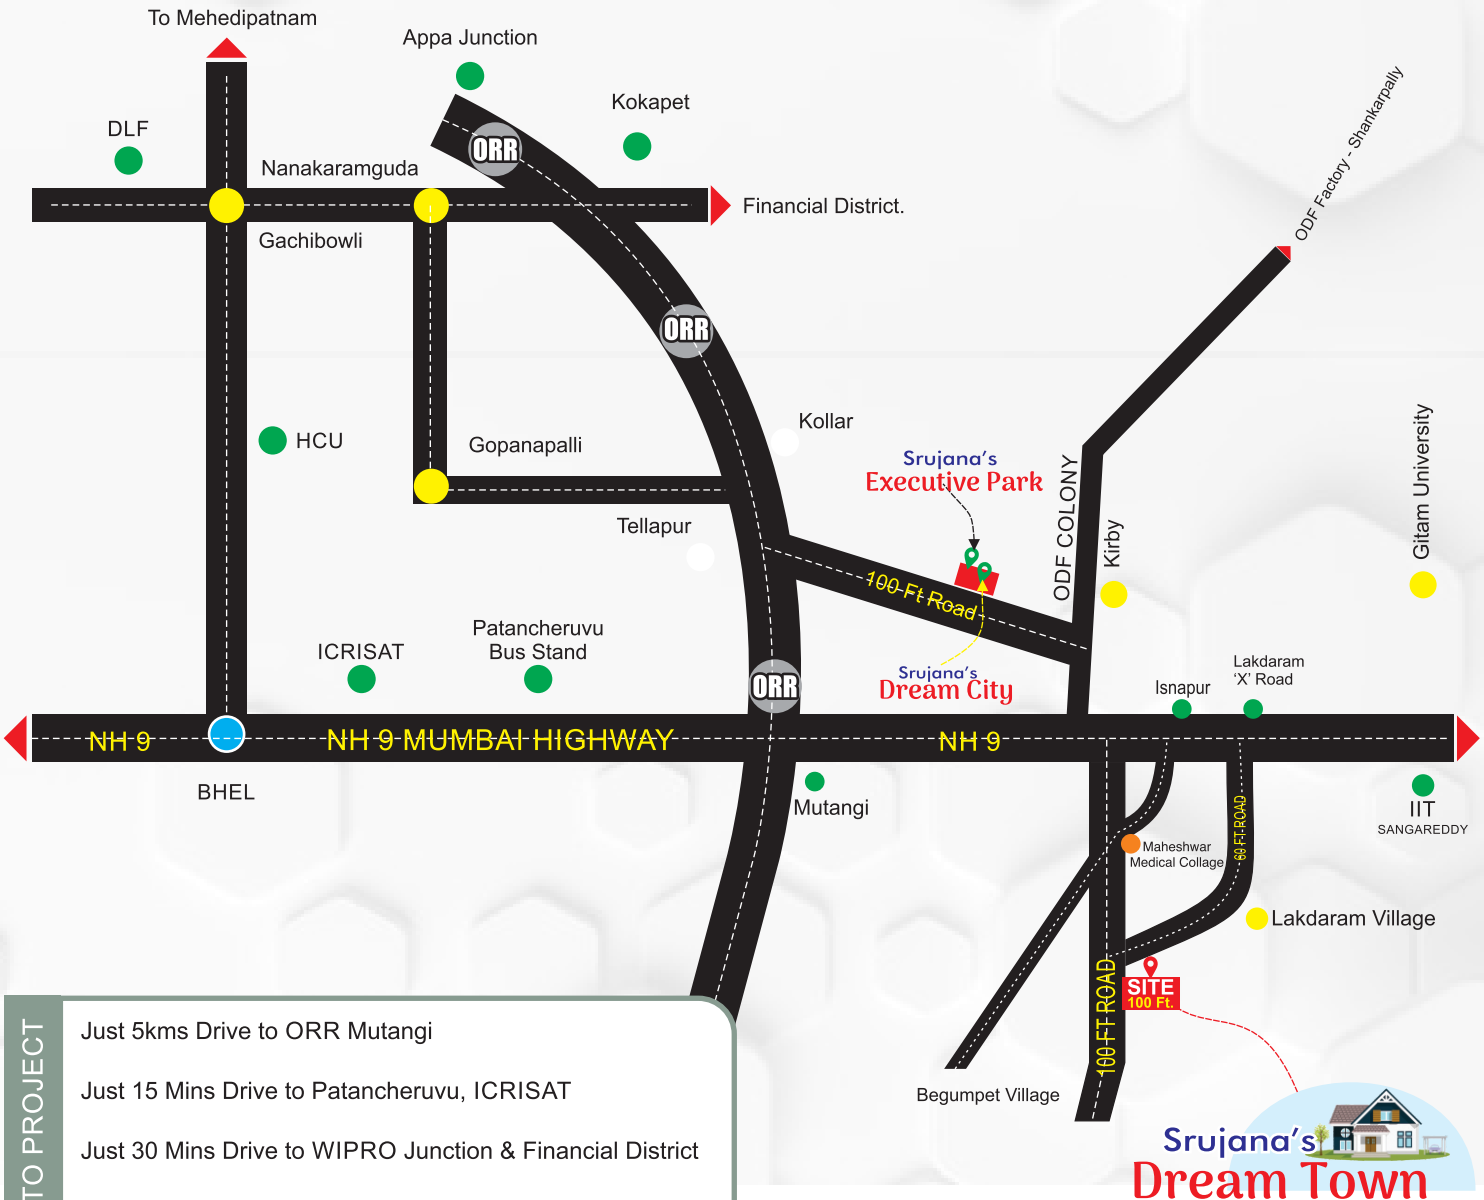 To Mehedipatnam
Appa Junction
Kokapet
DLF
ORR
Nanakaramguda
Financial District.
Gachibowli
ODF Factory - Shankarpally
ORR
Kollar
HCU
Gopanapalli
Srujana's
Executive Park
Tellapur
ODF COLONY
Kirby
Gitam University
100 Ft Road
Patancheruvu
Bus Stand
ICRISAT
ORR
Srujana's
Dream City
Isnapur
Lakdaram
‘X’ Road
NH 9
NH 9 MUMBAI HIGHWAY
NH 9
BHEL
Mutangi
IIT
SANGAREDDY
60 FT ROAD
Maheshwar
Medical Collage
Lakdaram Village
100 FT ROAD
SITE
100 Ft.
Begumpet Village
TO PROJECT
Just 5kms Drive to ORR Mutangi
Just 15 Mins Drive to Patancheruvu, ICRISAT
Just 30 Mins Drive to WIPRO Junction & Financial District
Srujana's
Dream Town